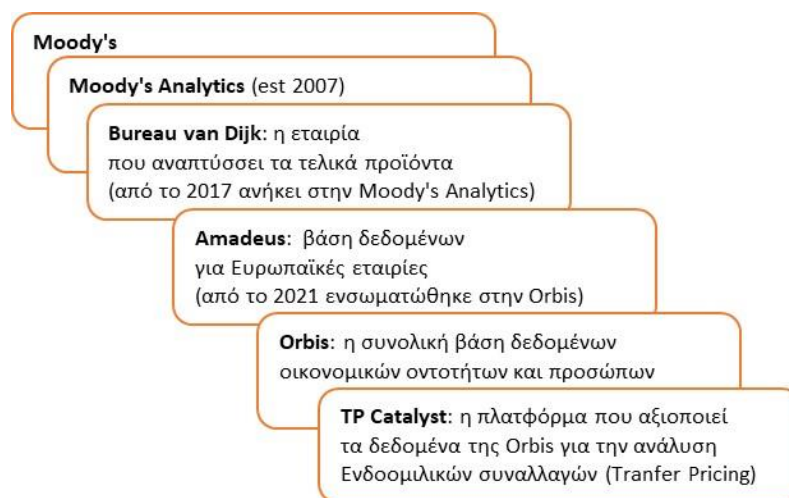 Moody's
Moody's Analytics (est 2007)
Bureau van Dijk: η εταιρία
που αναπτύσσει τα τελικά προϊόντα
(από το 2017 ανήκει στην Moody's Analytics)
Amadeus: βάση δεδομένων
για Ευρωπαϊκές εταιρίες
(από το 2021 ενσωματώθηκε στην Orbis)
Orbis: η συνολική βάση δεδομένων
οικονομικών οντοτήτων και προσώπων
TP Catalyst: η πλατφόρμα που αξιοποιεί
τα δεδομένα της Orbis για την ανάλυση
Ενδοομιλικών συναλλαγών (Tranfer Pricing)